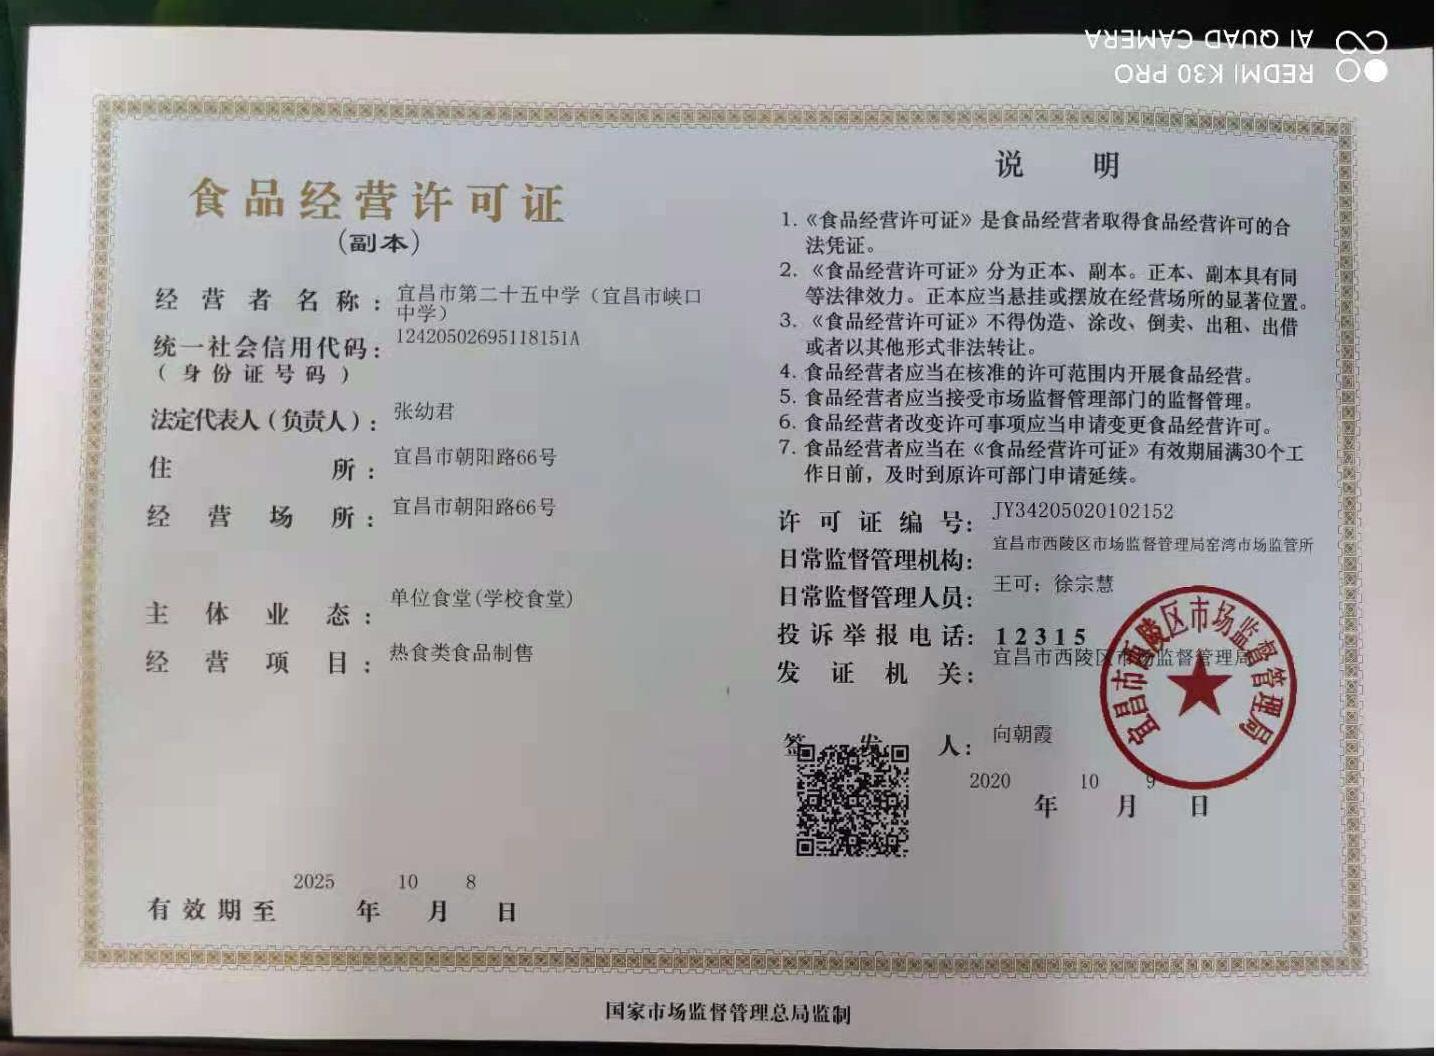 AI QUAD CAMERA
REDMI K30 PRO
食品经营许可证
(副本)
经营者名称：宜昌市第二十五中学（宜昌市峡口
中学）
统一社会信用代码：12420502695118151A
（身份证号码）
法定代表人（负责人）：张幼君
住所：宜昌市朝阳路66号
经营场所：宜昌市朝阳路66号
主体业态：单位食堂(学校食堂)
经营项目：热食类食品制售
有效期至2025年10月8日
说明
1.《食品经营许可证》是食品经营者取得食品经营许可的合
法凭证。
2.《食品经营许可证》分为正本、副本。正本、副本具有同
等法律效力。正本应当悬挂或摆放在经营场所的显著位置。
3.《食品经营许可证》不得伪造、涂改、倒卖、出租、出借
或者以其他形式非法转让。
4.食品经营者应当在核准的许可范围内开展食品经营。
5.食品经营者应当接受市场监督管理部门的监督管理。
6.食品经营者改变许可事项应当申请变更食品经营许可。
7.食品经营者应当在《食品经营许可证》有效期届满30个工
作日前，及时到原许可部门申请延续。
许可证编号：JY34205020102152
日常监督管理机构：宜昌市西陵区市场监督管理局窑湾市场监管所
日常监督管理人员：王可；徐宗慧
投诉举报电话：12315
发证机关：宜昌市西陵区市场监督管理局
签发人：向朝霞
2020年10月9日
宜昌市西陵区市场监督管理局
国家市场监督管理总局监制